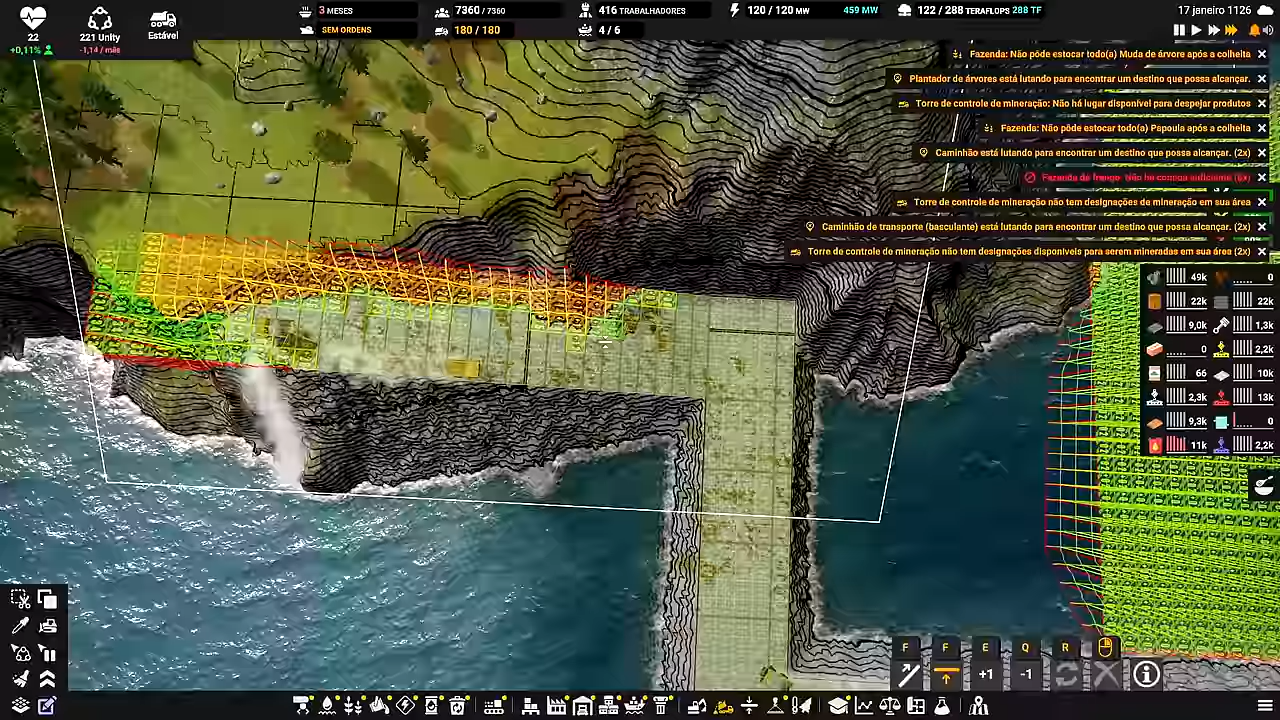 22
+0,11%
221 Unity
-1,14 / mês
Estável
3 MESES
SEM ORDENS
7360 / 7360
180 / 180
416 TRABALHADORES
4 / 6
120 / 120 MW 459 MW
122 / 288 TERAFLOPS 288 TF
17 janeiro 1126
Fazenda: Não pôde estocar todo(a) Muda de árvore após a colheita
Plantador de árvores está lutando para encontrar um destino que possa alcançar.
Torre de controle de mineração: Não há lugar disponível para despejar produtos
Fazenda: Não pôde estocar todo(a) Papoula após a colheita
Caminhão está lutando para encontrar um destino que possa alcançar. (2x)
Torre de controle de mineração não tem designações de mineração em sua área
Caminhão de transporte (basculante) está lutando para encontrar um destino que possa alcançar. (2x)
Torre de controle de mineração não tem designações disponíveis para serem mineradas em sua área (2x)
49k 0
22k 22k
9,0k 1,3k
0 2,2k
66 10k
2,3k 13k
9,3k 0
11k 2,2k
F F E Q R
+1 -1